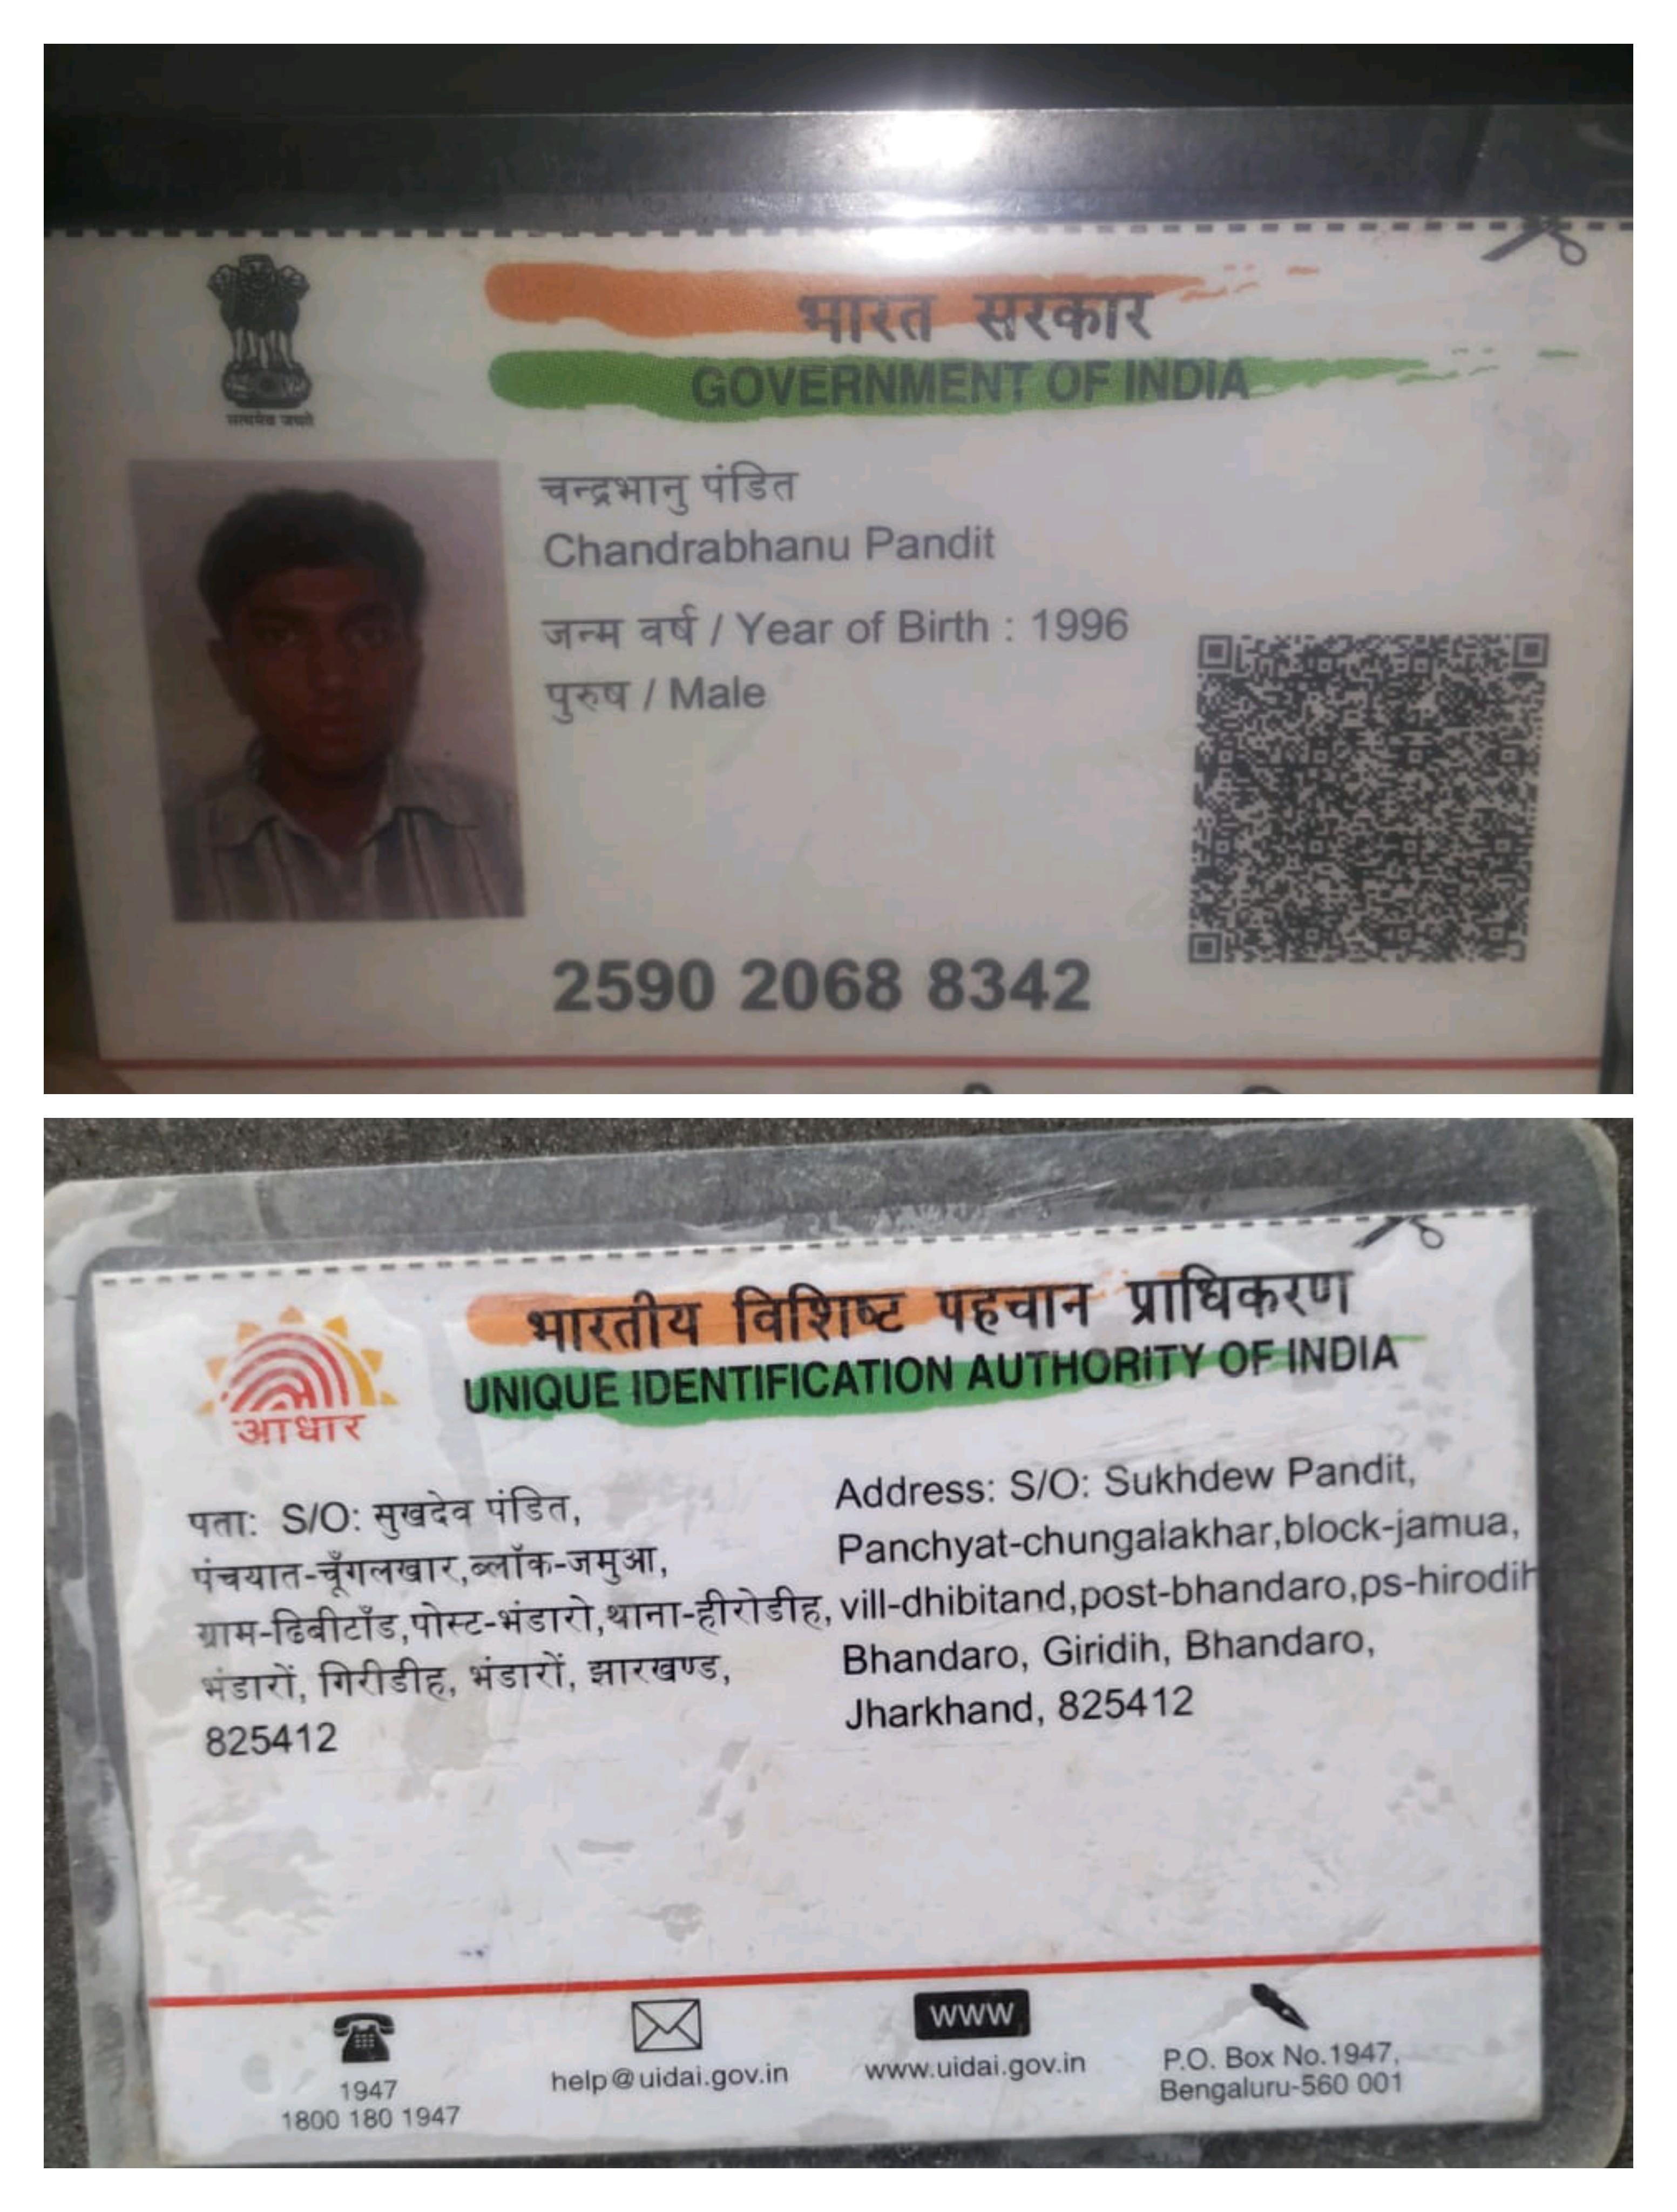 भारत सरकार
GOVERNMENT OF INDIA
सत्यमेव जयते
चन्द्रभानु पंडित
Chandrabhanu Pandit
जन्म वर्ष / Year of Birth : 1996
पुरुष / Male
2590 2068 8342
भारतीय विशिष्ट पहचान प्राधिकरण
UNIQUE IDENTIFICATION AUTHORITY OF INDIA
आधार
पता: S/O: सुखदेव पंडित,
पंचयात-चूँगलखार,ब्लॉक-जमुआ,
ग्राम-ढिबीटाँड,पोस्ट-भंडारो,थाना-हीरोडीह,
भंडारों, गिरीडीह, भंडारों, झारखण्ड,
825412
Address: S/O: Sukhdew Pandit,
Panchyat-chungalakhar,block-jamua,
vill-dhibitand,post-bhandaro,ps-hirodih
Bhandaro, Giridih, Bhandaro,
Jharkhand, 825412
1947
1800 180 1947
help@uidai.gov.in
www
www.uidai.gov.in
P.O. Box No.1947,
Bengaluru-560 001